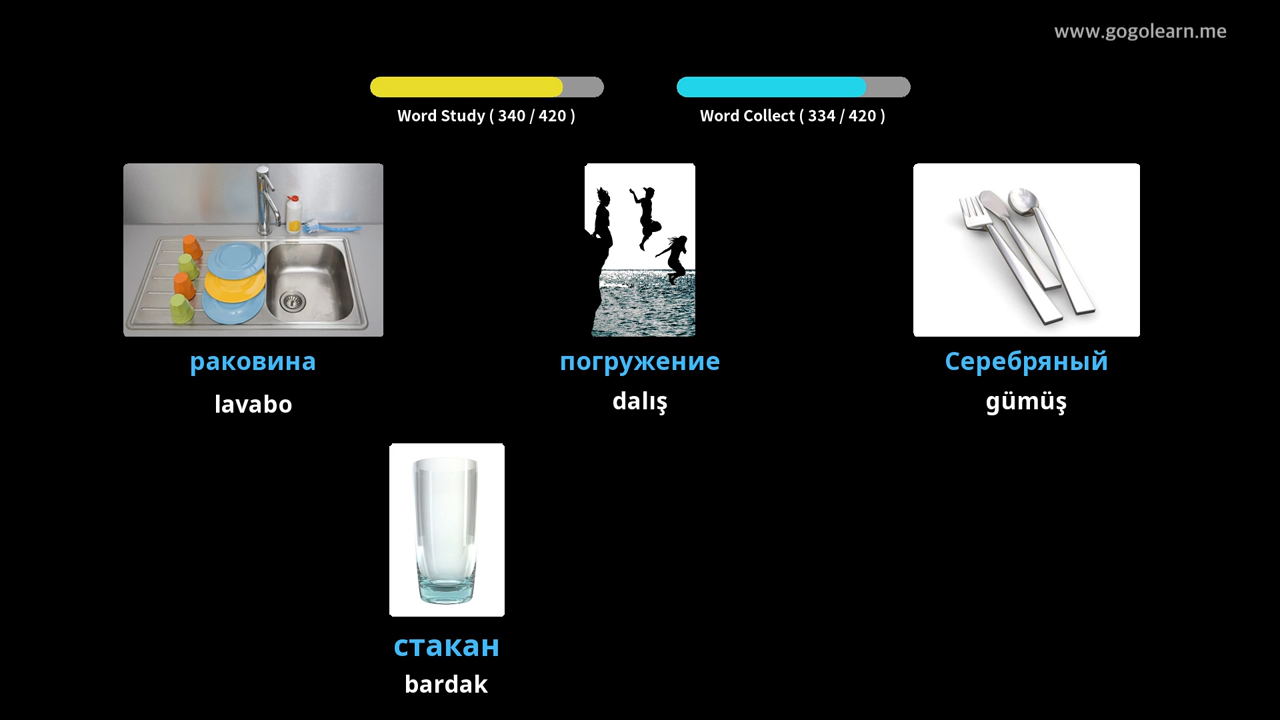 www.gogolearn.me
Word Study ( 340 / 420 )
Word Collect ( 334 / 420 )
раковина
погружение
Серебряный
lavabo
dalış
gümüş
стакан
bardak